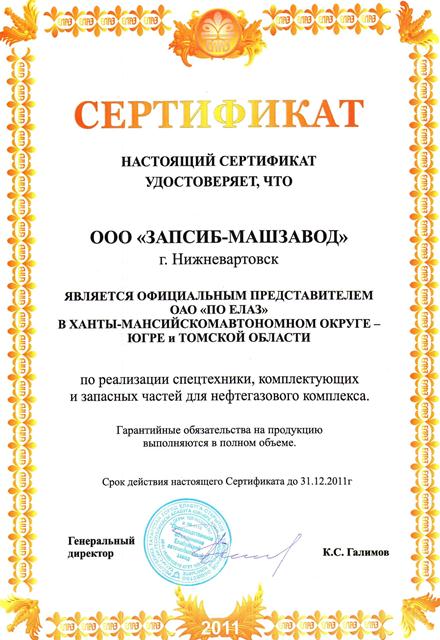 СЕРТИФИКАТ
НАСТОЯЩИЙ СЕРТИФИКАТ
УДОСТОВЕРЯЕТ, ЧТО
ООО «ЗАПСИБ-МАШЗАВОД»
г. Нижневартовск
ЯВЛЯЕТСЯ ОФИЦИАЛЬНЫМ ПРЕДСТАВИТЕЛЕМ
ОАО «ПО ЕЛАЗ»
В ХАНТЫ-МАНСИЙСКОМАВТОНОМНОМ ОКРУГЕ –
ЮГРЕ и ТОМСКОЙ ОБЛАСТИ
по реализации спецтехники, комплектующих
и запасных частей для нефтегазового комплекса.
Гарантийные обязательства на продукцию
выполняются в полном объеме.
Срок действия настоящего Сертификата до 31.12.2011г
Генеральный
директор
К.С. Галимов
2011